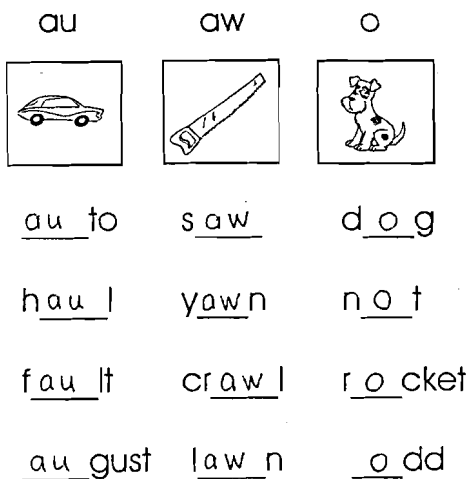 au aw o
auto saw dog
haul yawn not
fault crawl rocket
august lawn odd